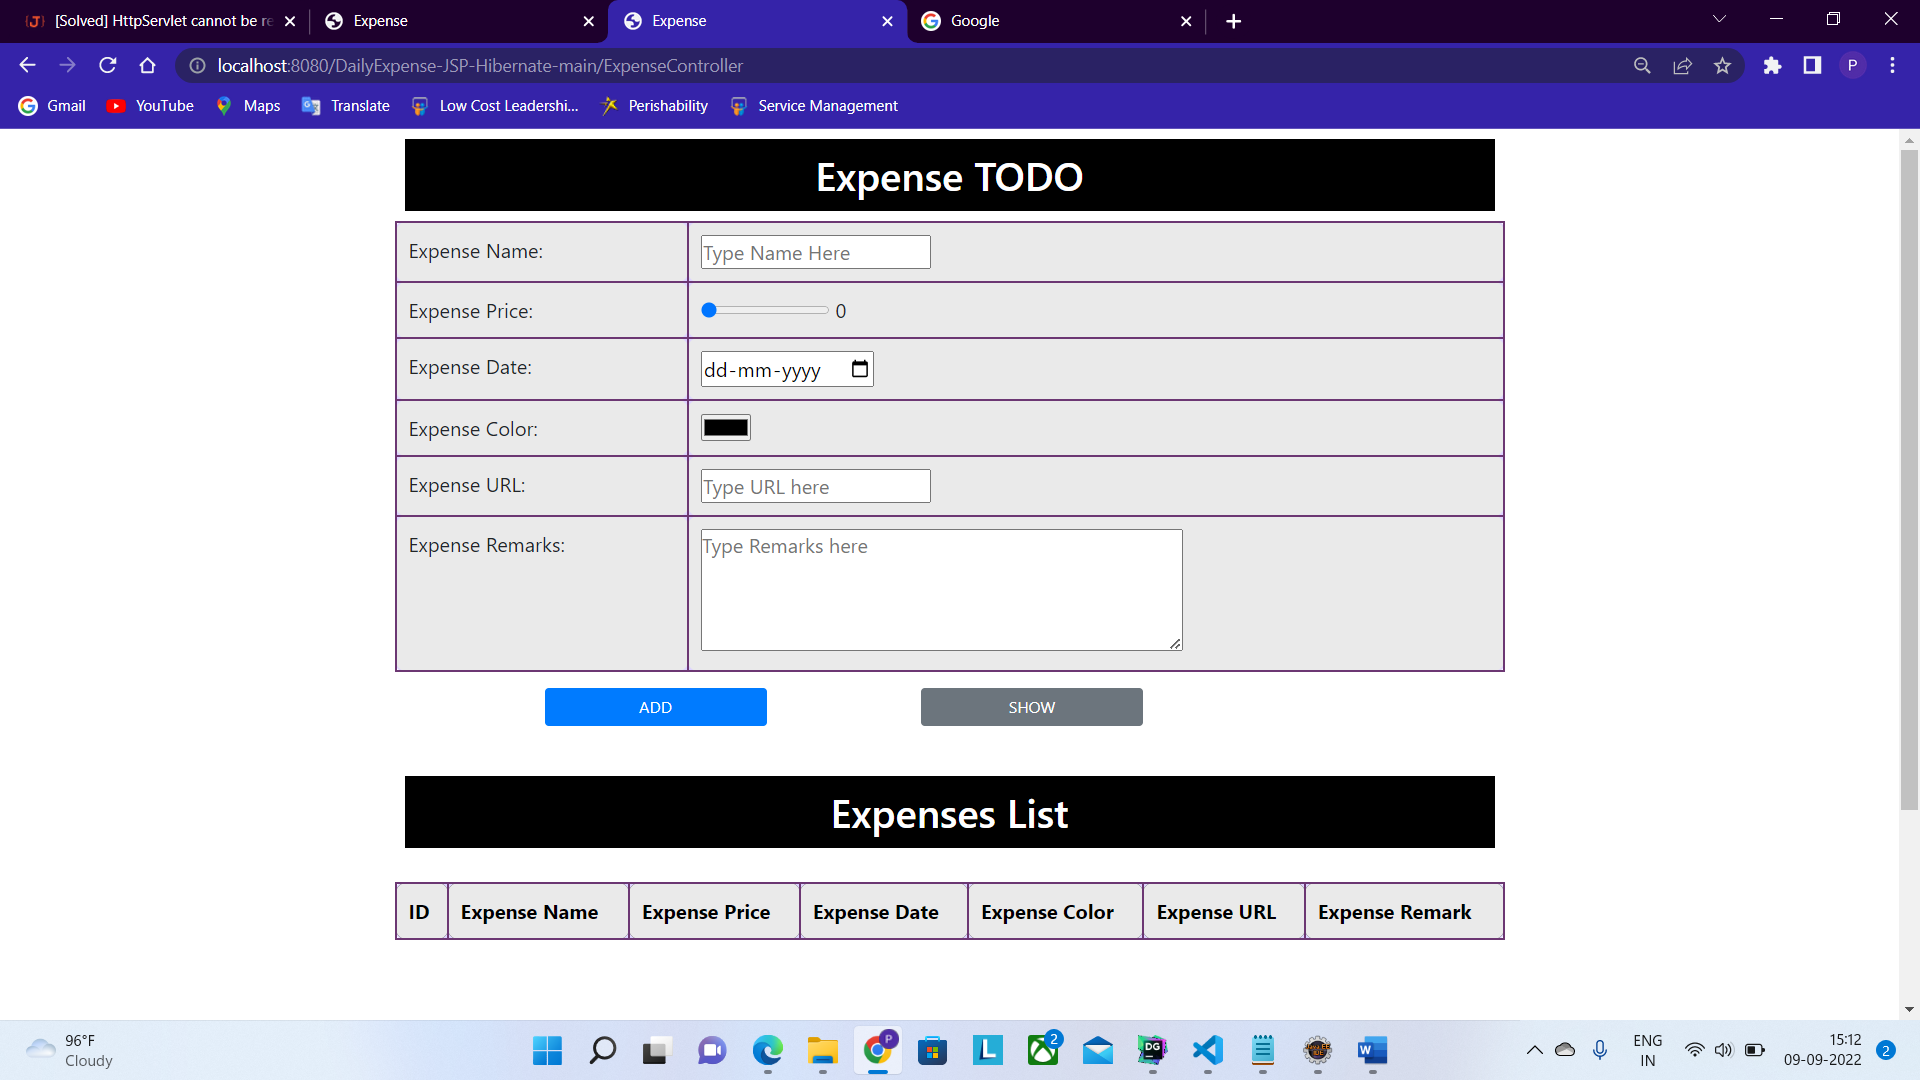 [Solved] HttpServlet cannot be re
Expense
Expense
Google
localhost:8080/DailyExpense-JSP-Hibernate-main/ExpenseController
P
Gmail
YouTube
Maps
Translate
Low Cost Leadershi...
Perishability
Service Management
Expense TODO
Expense Name:
Type Name Here
Expense Price:
0
Expense Date:
dd-mm-yyyy
Expense Color:
Expense URL:
Type URL here
Expense Remarks:
Type Remarks here
ADD
SHOW
Expenses List
ID Expense Name Expense Price Expense Date Expense Color Expense URL Expense Remark
96°F
Cloudy
P
L
2
DG
W
ENG
IN
15:12
09-09-2022
2